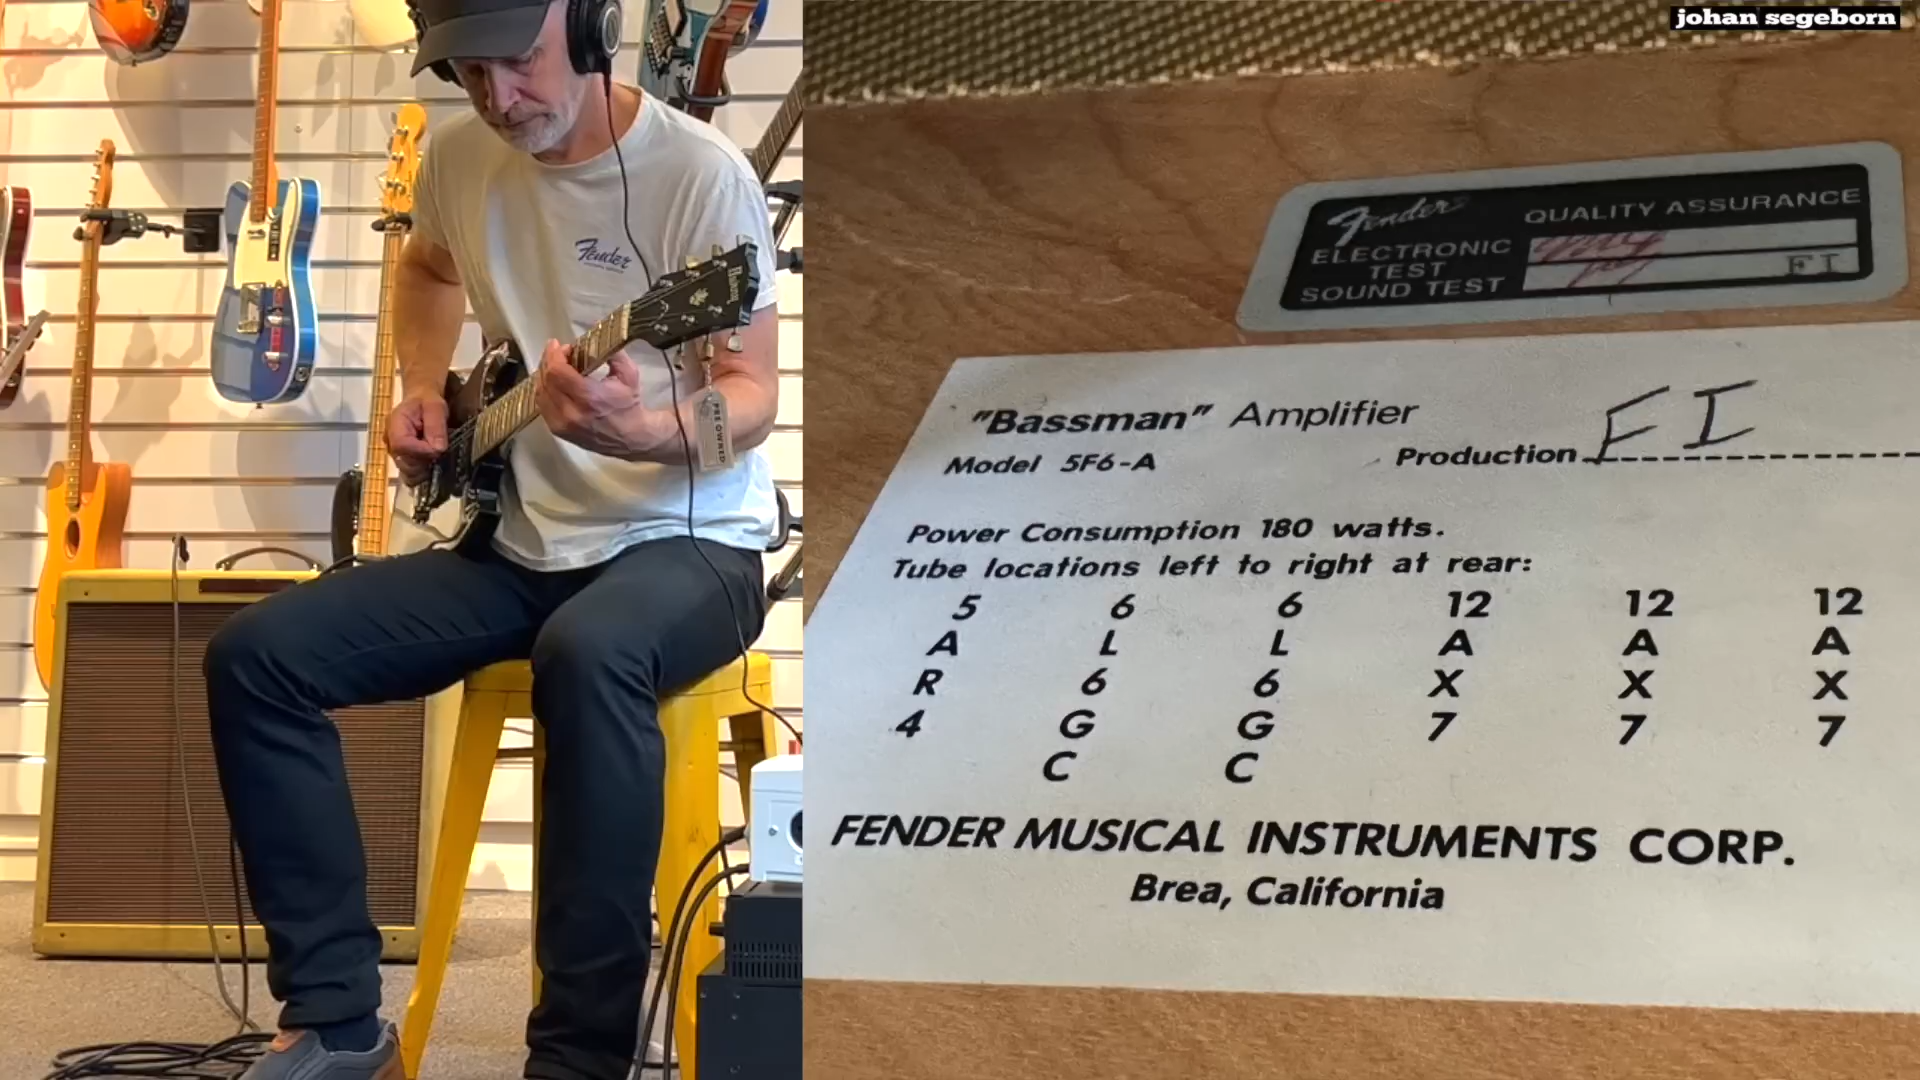 johan segeborn
Fender
QUALITY ASSURANCE
ELECTRONIC
TEST
SOUND TEST
FI
"Bassman" Amplifier
Model 5F6-A
Production FI
Power Consumption 180 watts.
Tube locations left to right at rear:
5 6 6 12 12 12
A L L A A A
R 6 6 X X X
4 G G 7 7 7
C C
FENDER MUSICAL INSTRUMENTS CORP.
Brea, California
Fender
PRE OWNED